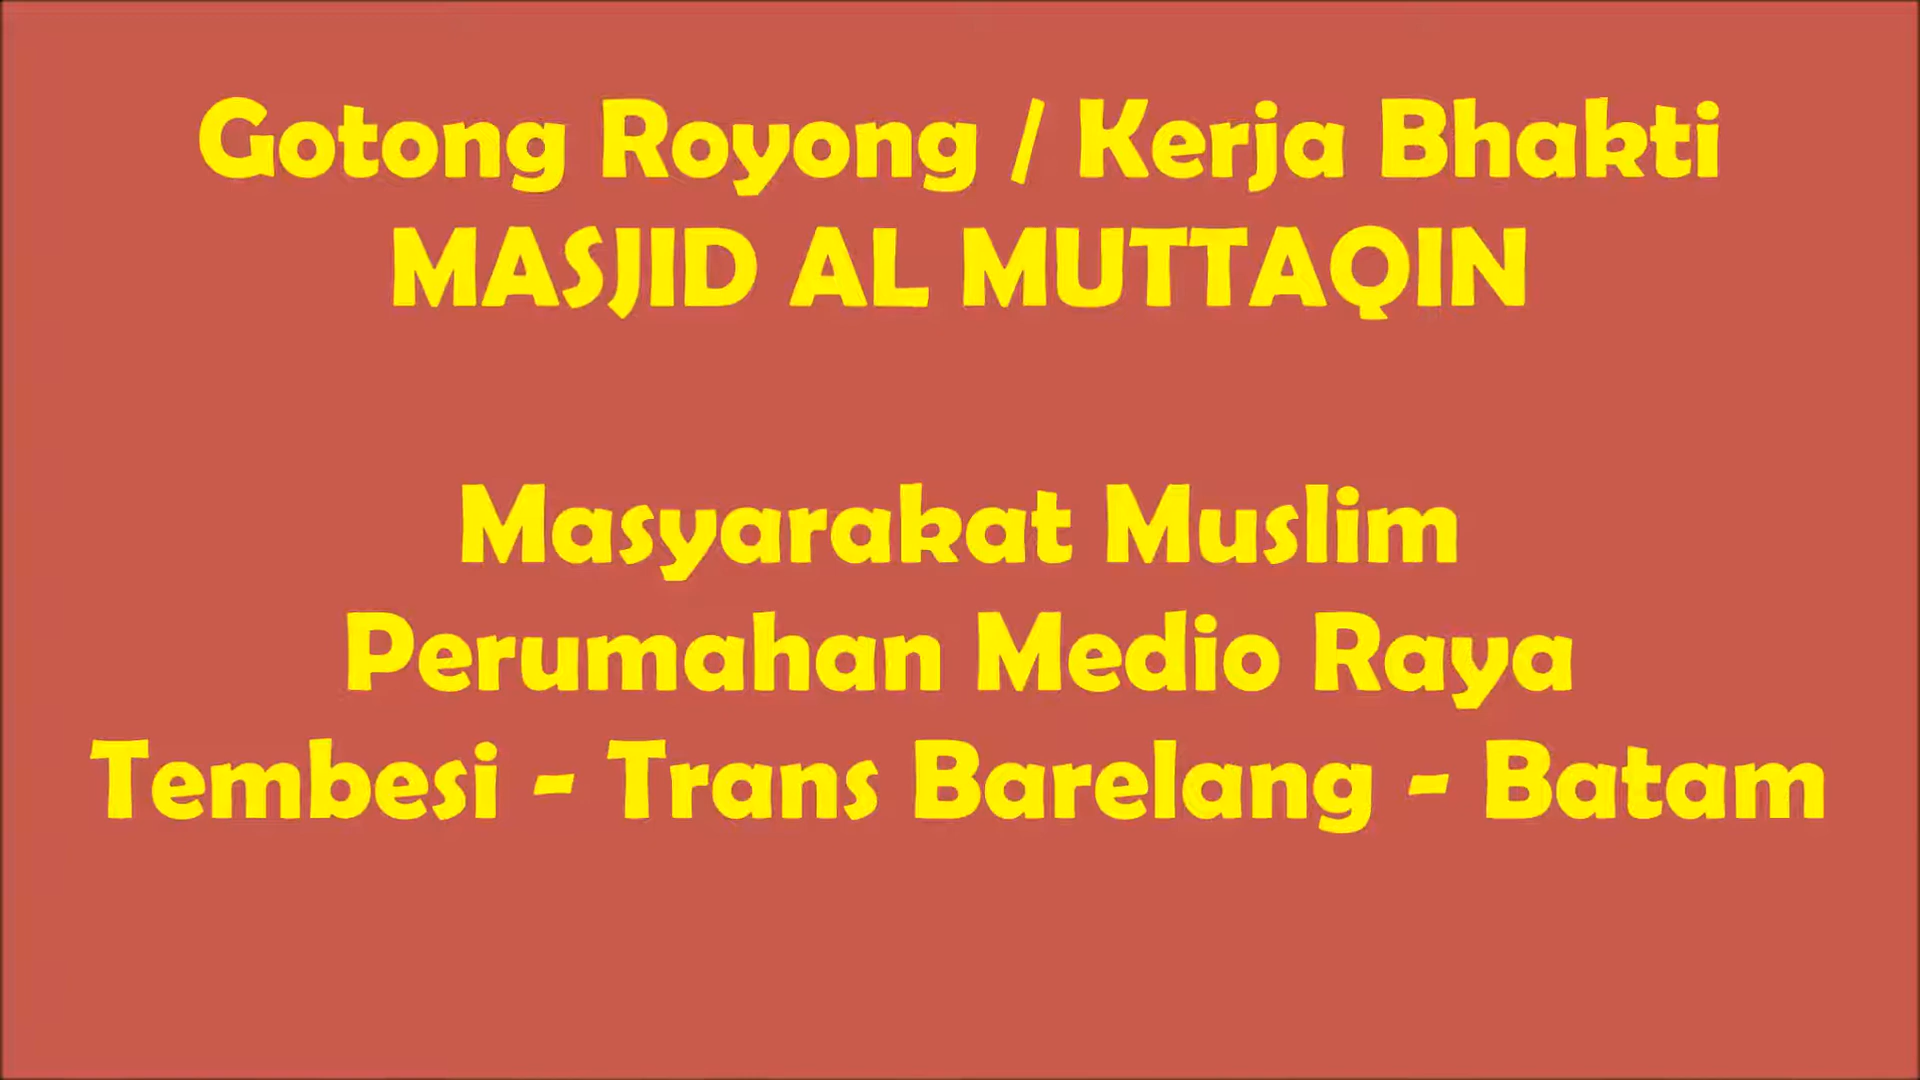 Gotong Royong / Kerja Bhakti
MASJID AL MUTTAQIN
Masyarakat Muslim
Perumahan Medio Raya
Tembesi - Trans Barelang - Batam